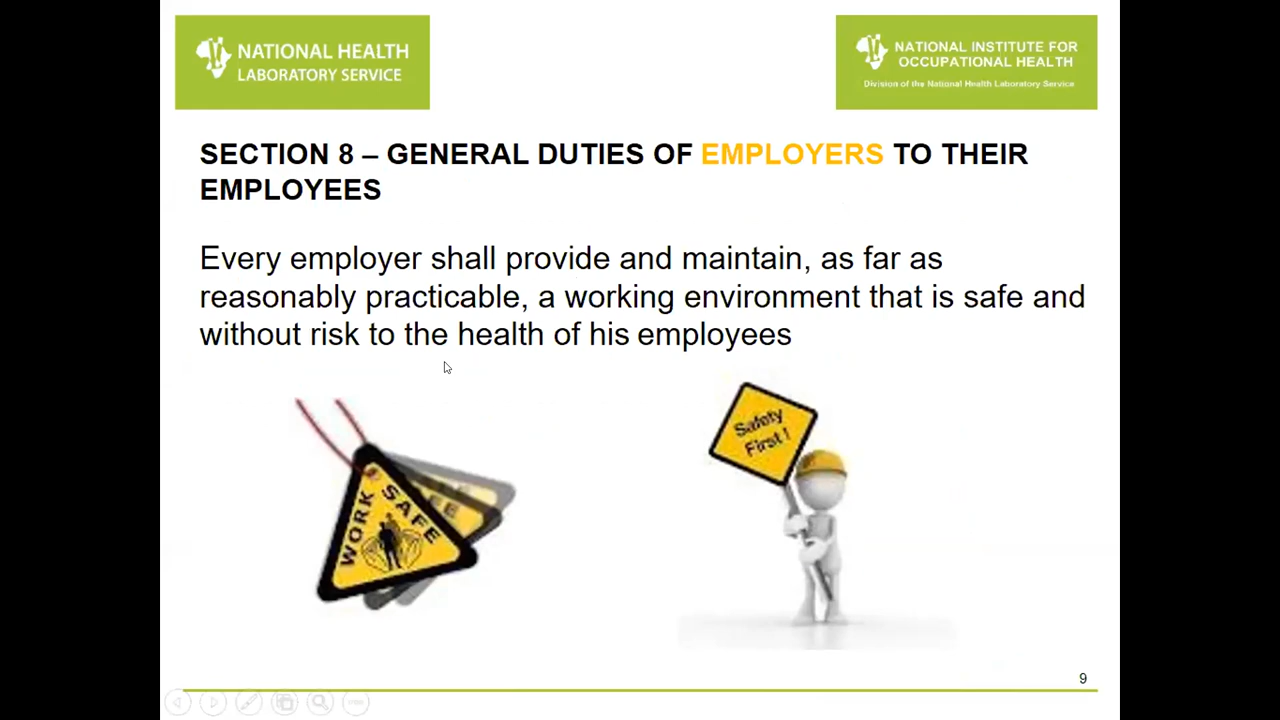 NATIONAL HEALTH
LABORATORY SERVICE
NATIONAL INSTITUTE FOR
OCCUPATIONAL HEALTH
Division of the National Health Laboratory Service
SECTION 8 – GENERAL DUTIES OF EMPLOYERS TO THEIR
EMPLOYEES
Every employer shall provide and maintain, as far as
reasonably practicable, a working environment that is safe and
without risk to the health of his employees
WORK
SAFE
Safety
First !
9